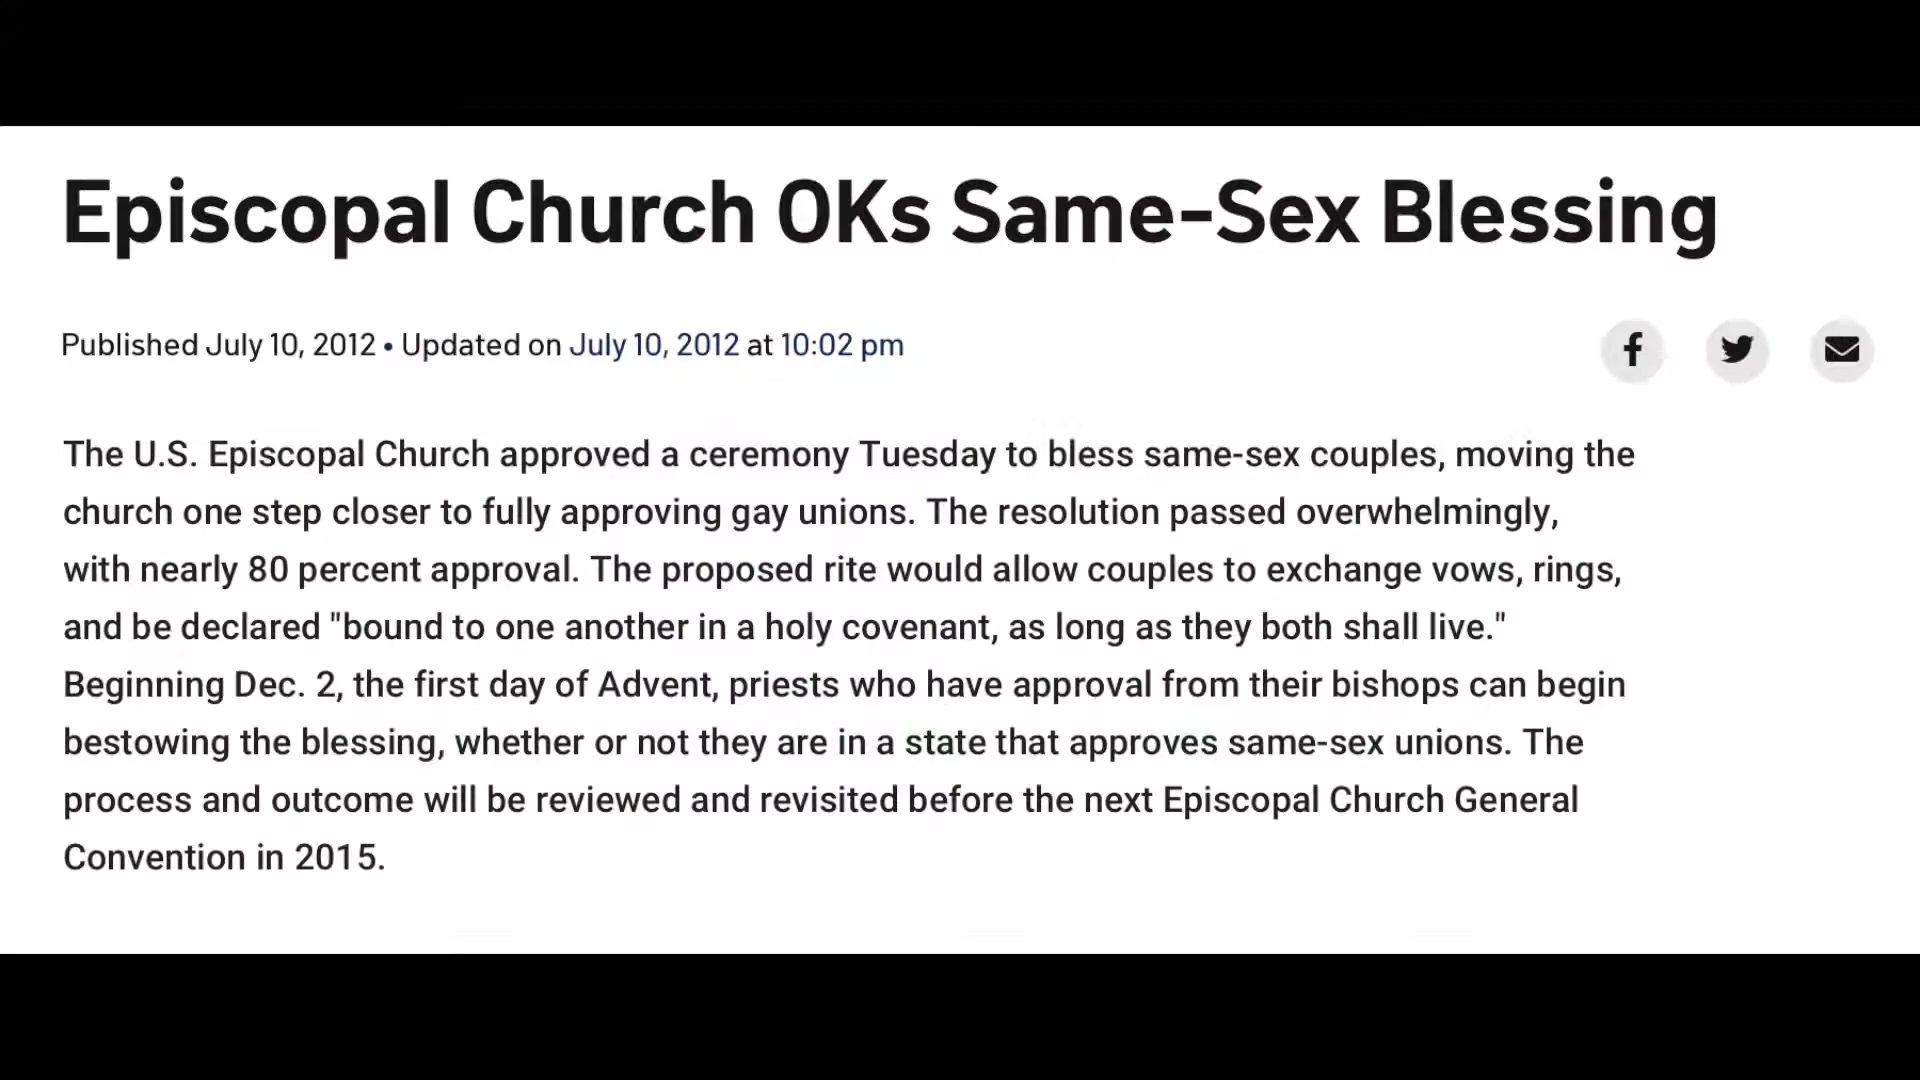 Episcopal Church OKs Same-Sex Blessing
Published July 10, 2012 • Updated on July 10, 2012 at 10:02 pm
The U.S. Episcopal Church approved a ceremony Tuesday to bless same-sex couples, moving the
church one step closer to fully approving gay unions. The resolution passed overwhelmingly,
with nearly 80 percent approval. The proposed rite would allow couples to exchange vows, rings,
and be declared "bound to one another in a holy covenant, as long as they both shall live."
Beginning Dec. 2, the first day of Advent, priests who have approval from their bishops can begin
bestowing the blessing, whether or not they are in a state that approves same-sex unions. The
process and outcome will be reviewed and revisited before the next Episcopal Church General
Convention in 2015.